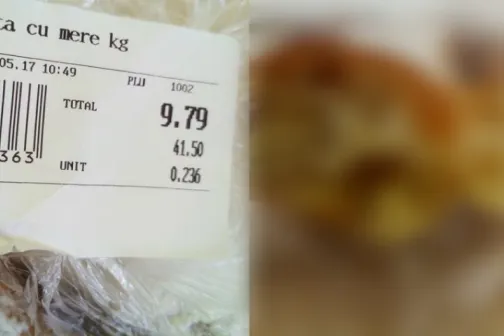 ta cu mere kg
05.17 10:49
PLU 1002
TOTAL 9.79
41.50
363
UNIT 0.236